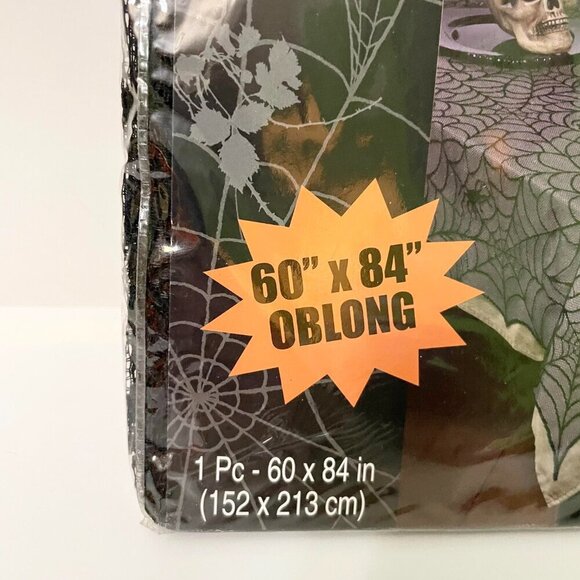 60” X 84”
OBLONG
1 Pc - 60 x 84 in
(152 x 213 cm)